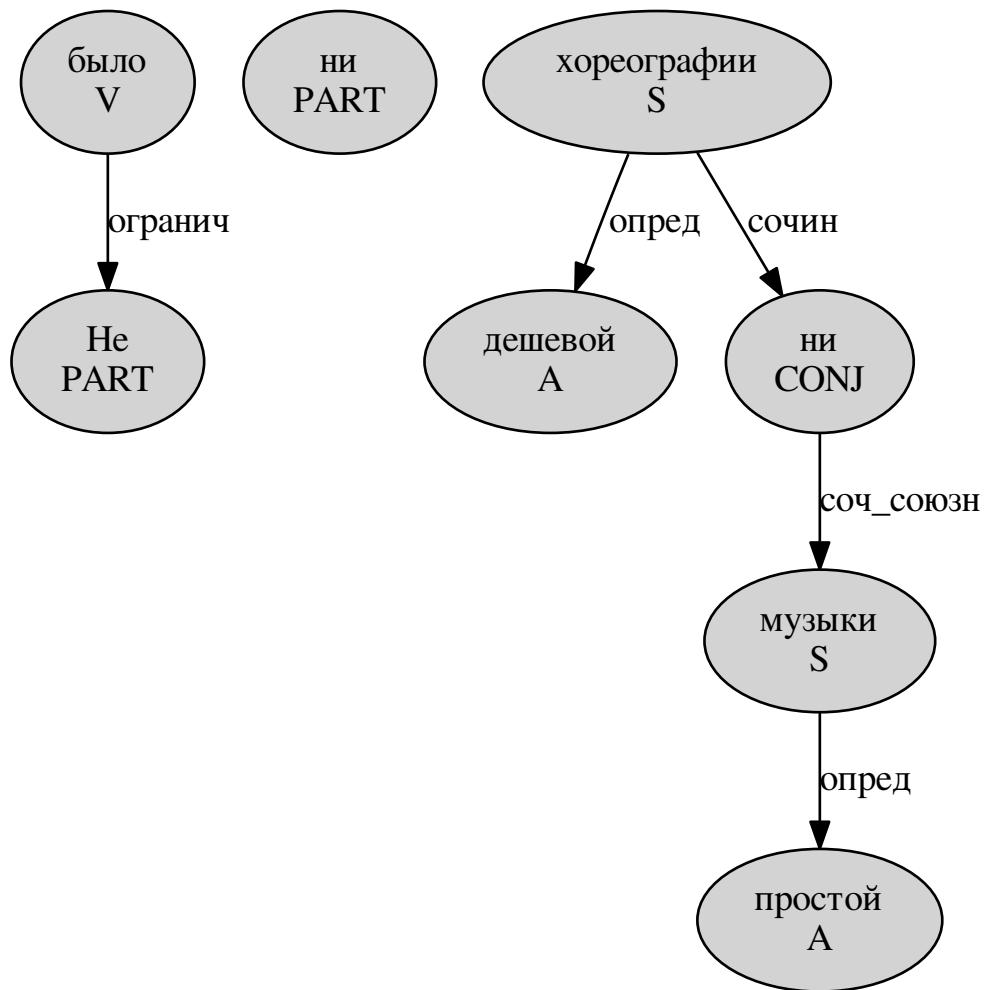 было
V
ни
PART
хореографии
S
огранич
опред
сочин
Не
PART
дешевой
A
ни
CONJ
соч_союзн
музыки
S
опред
простой
A